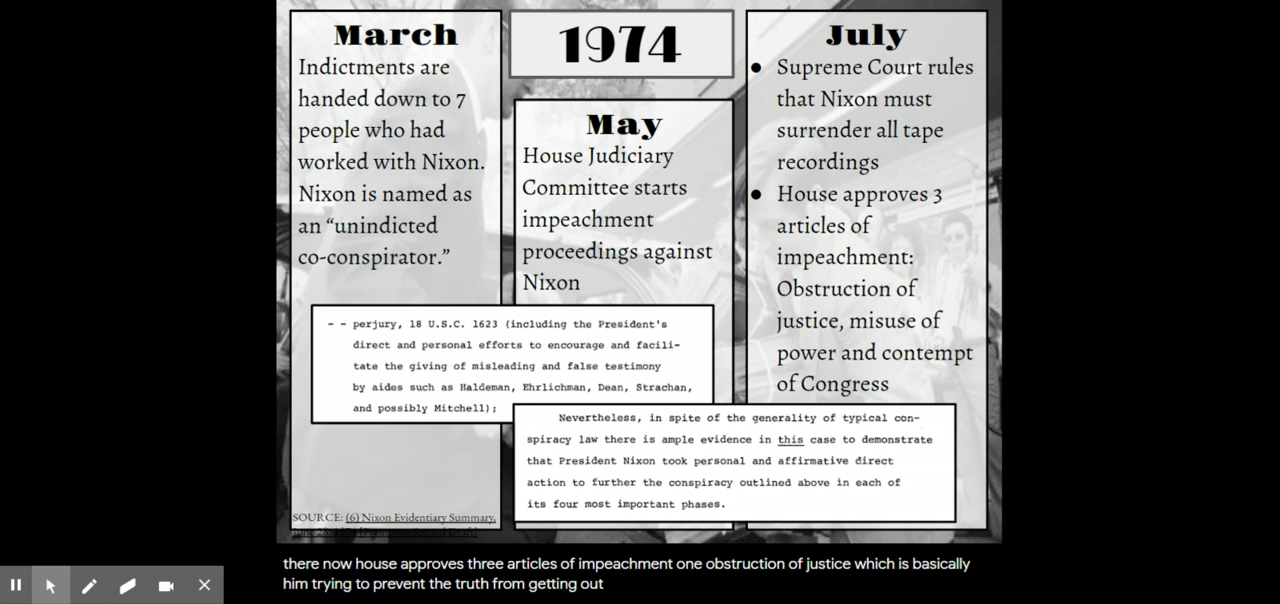 March
Indictments are
handed down to 7
people who had
worked with Nixon.
Nixon is named as
an “unindicted
co-conspirator.”
1974
May
House Judiciary
Committee starts
impeachment
proceedings against
Nixon
July
● Supreme Court rules
that Nixon must
surrender all tape
recordings
● House approves 3
articles of
impeachment:
Obstruction of
justice, misuse of
power and contempt
of Congress
- - perjury, 18 U.S.C. 1623 (including the President's
direct and personal efforts to encourage and facili-
tate the giving of misleading and false testimony
by aides such as Haldeman, Ehrlichman, Dean, Strachan,
and possibly Mitchell);
Nevertheless, in spite of the generality of typical con-
spiracy law there is ample evidence in this case to demonstrate
that President Nixon took personal and affirmative direct
action to further the conspiracy outlined above in each of
its four most important phases.
SOURCE: (6) Nixon Evidentiary Summary,
there now house approves three articles of impeachment one obstruction of justice which is basically
him trying to prevent the truth from getting out